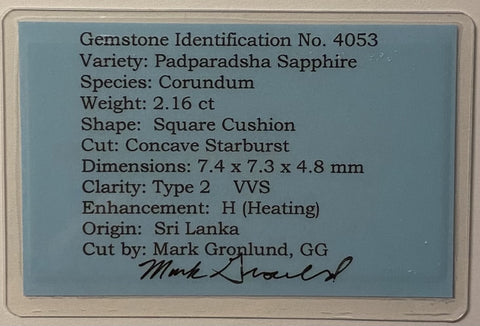 Gemstone Identification No. 4053
Variety: Padparadsha Sapphire
Species: Corundum
Weight: 2.16 ct
Shape: Square Cushion
Cut: Concave Starburst
Dimensions: 7.4 x 7.3 x 4.8 mm
Clarity: Type 2 VVS
Enhancement: H (Heating)
Origin: Sri Lanka
Cut by: Mark Gronlund, GG
Mark Gronlund